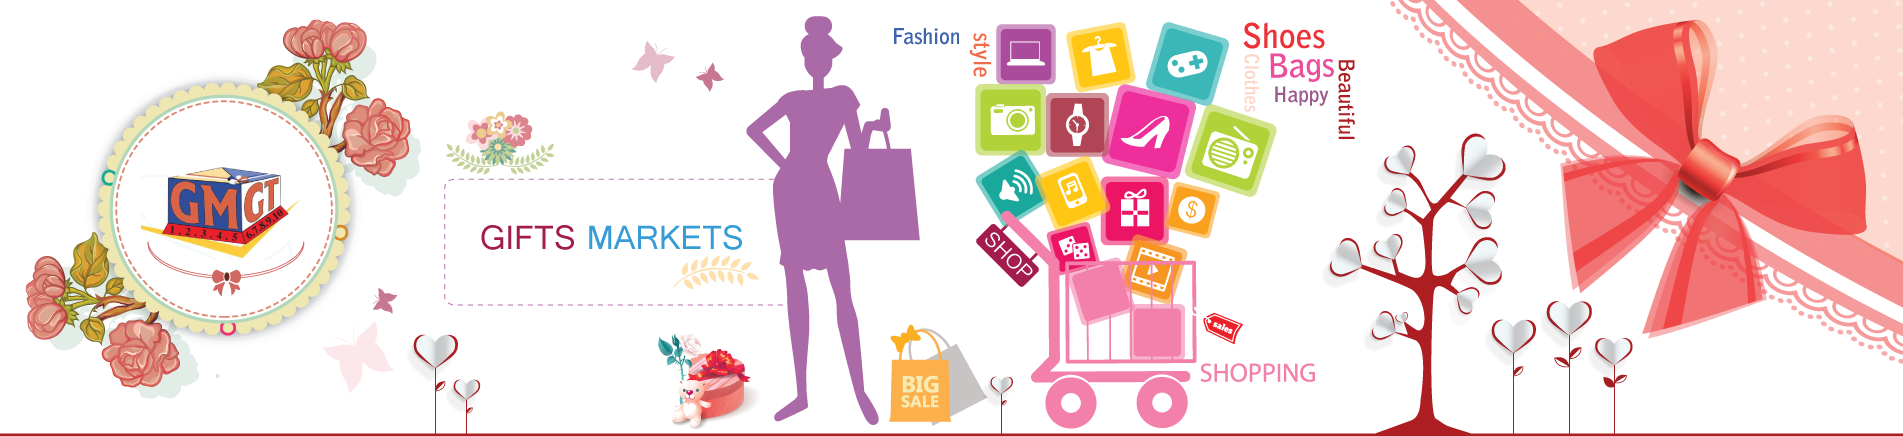 GMGT
1.2.3.4.5 6,7,8,9,10
GIFTS MARKETS
Fashion
style
Shoes
Bags
Clothes
Happy
Beautiful
$
SHOP
sales
BIG
SALE
SHOPPING